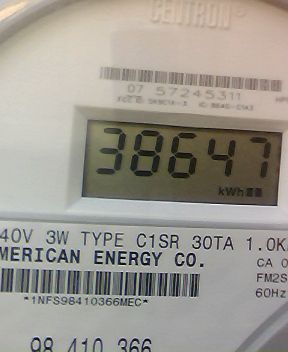 CENTRON®
07 57245311
38647
kWh
40V 3W TYPE C1SR 30TA 1.0K
MERICAN ENERGY CO.
CA 0
FM2S
60Hz
*1NFS98410366MEC*
98 410 366